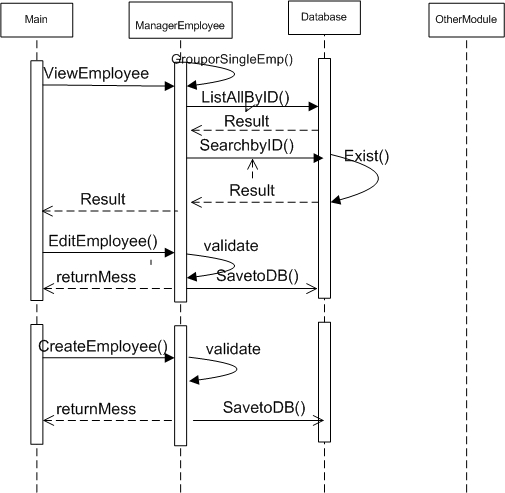 Main
ManagerEmployee
Database
OtherModule
GrouporSingleEmp()
ViewEmployee
ListAllByID()
Result
SearchbyID()
Exist()
Result
Result
EditEmployee()
validate
returnMess
SavetoDB()
CreateEmployee()
validate
returnMess
SavetoDB()